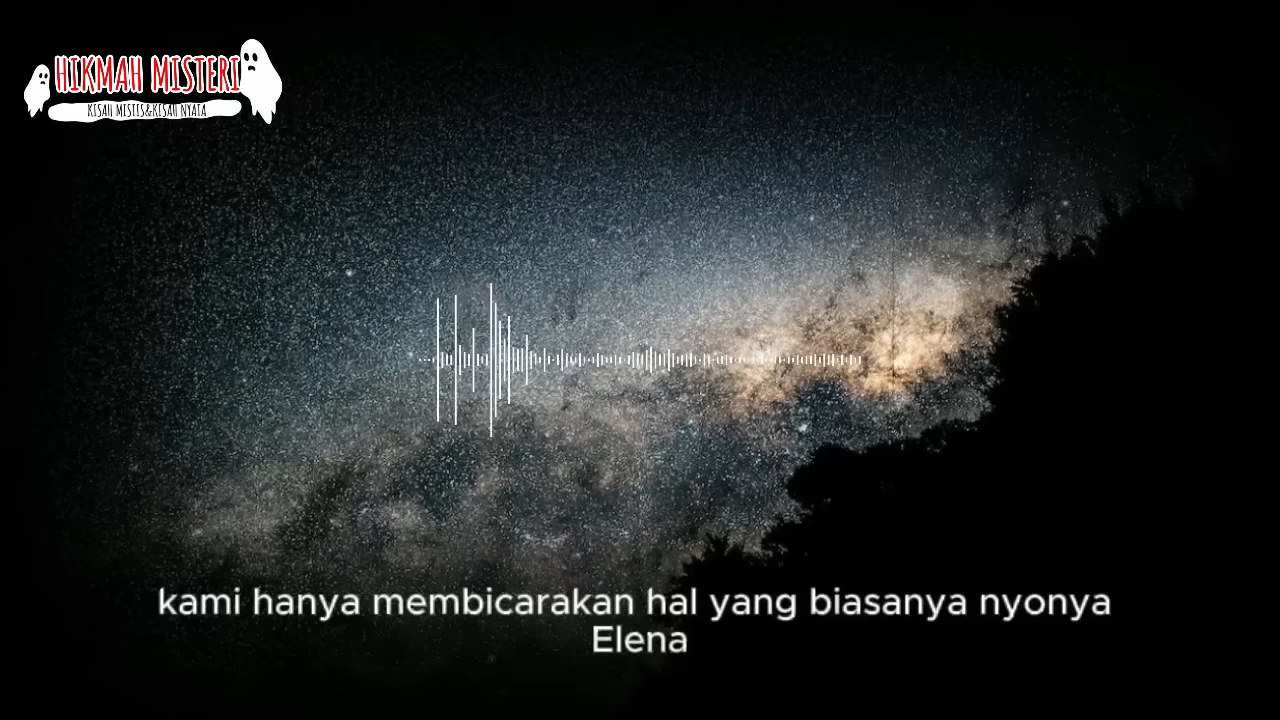 HIKMAH MISTERI
KISAH MISTIS&KISAH NYATA
kami hanya membicarakan hal yang biasanya nyonya
Elena